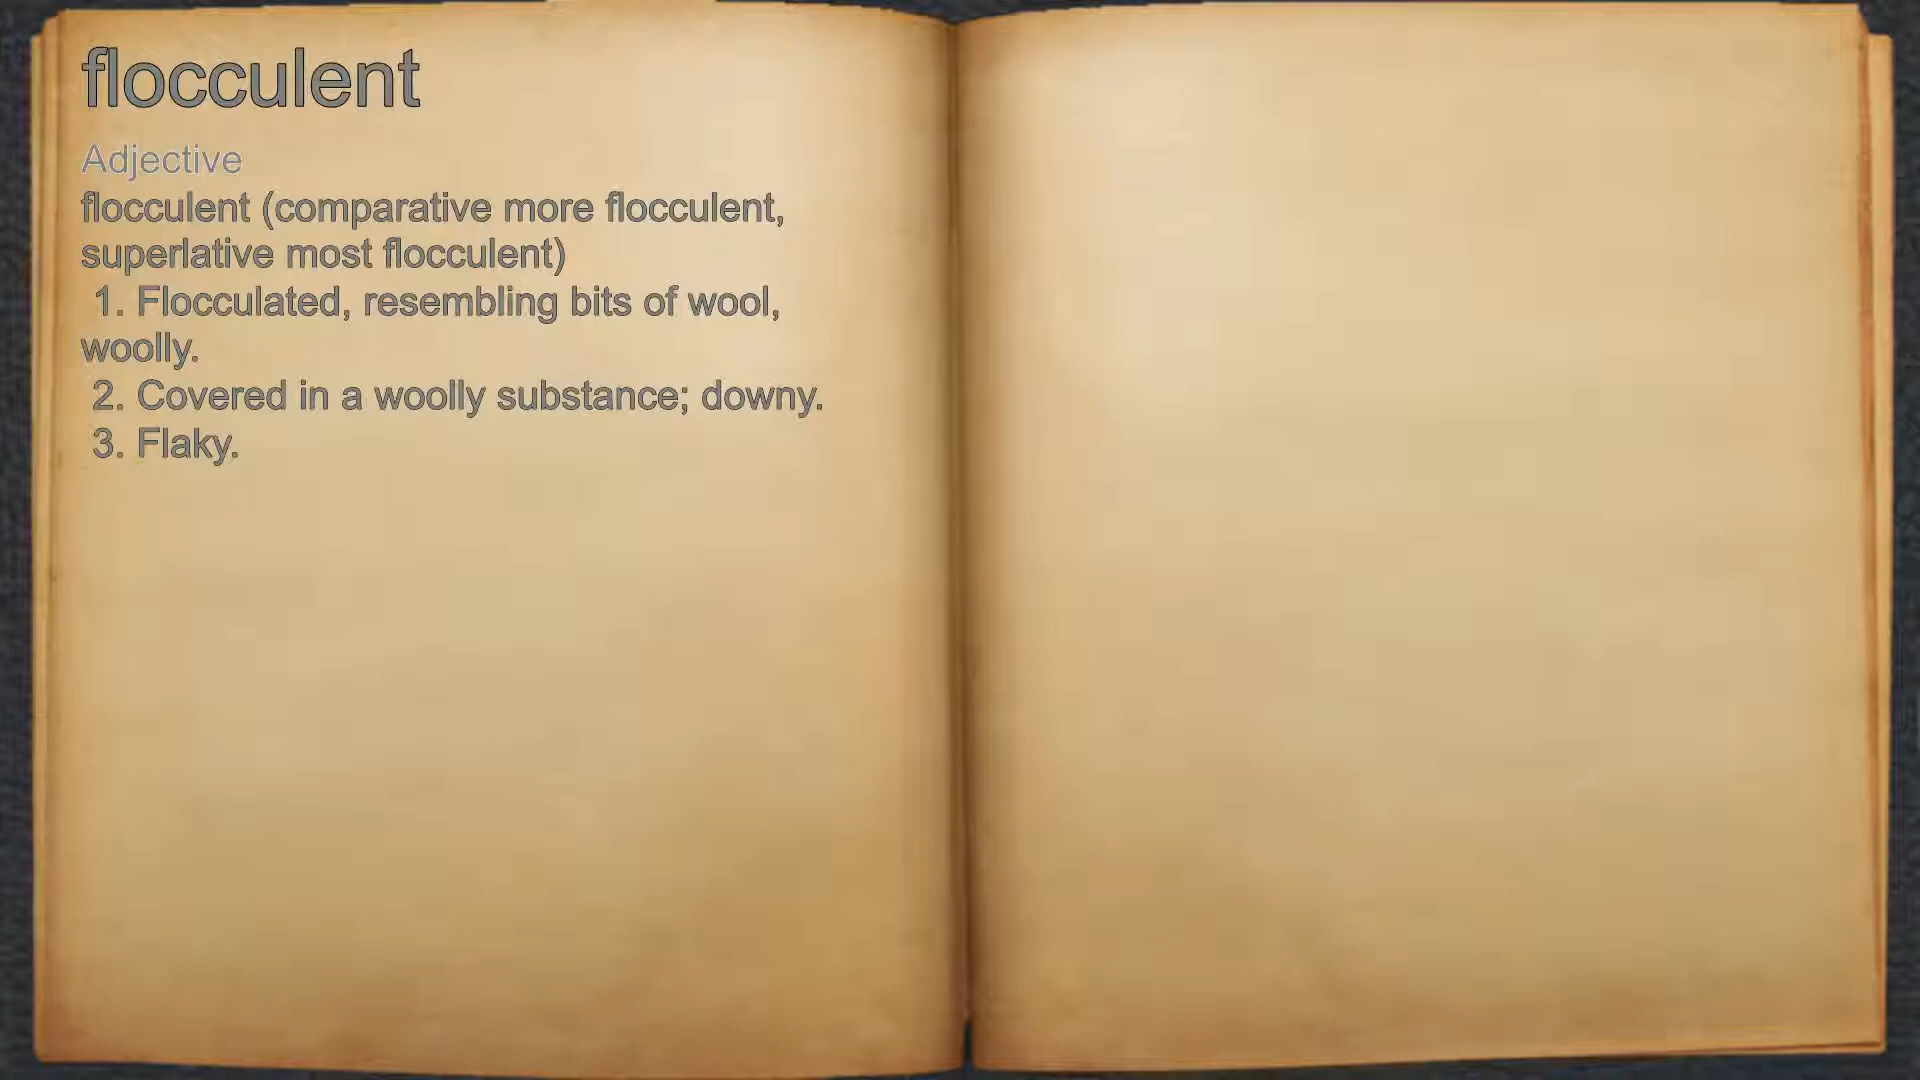 flocculent
Adjective
flocculent (comparative more flocculent,
superlative most flocculent)
1. Flocculated, resembling bits of wool,
woolly.
2. Covered in a woolly substance; downy.
3. Flaky.